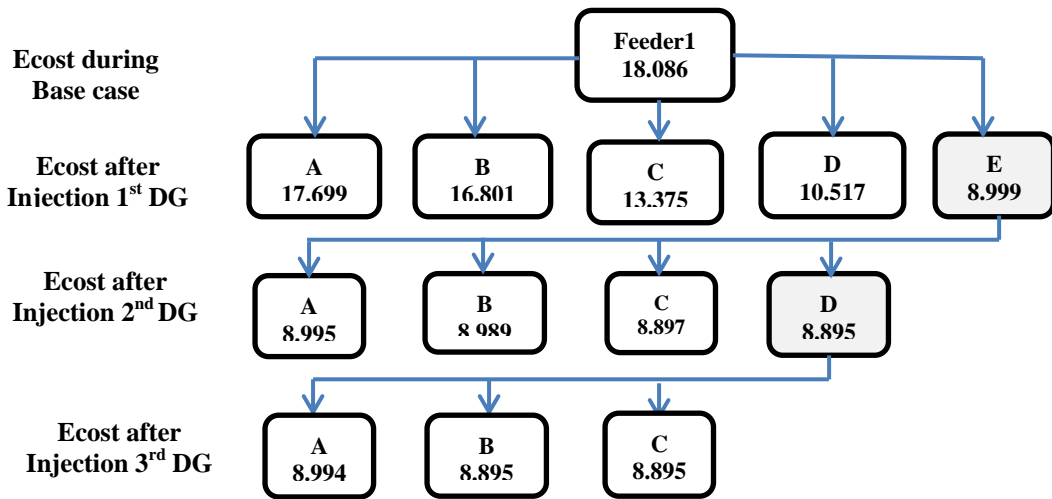 Feeder1
18.086
Ecost during
Base case
Ecost after
Injection 1st DG
A
17.699
B
16.801
C
13.375
D
10.517
E
8.999
Ecost after
Injection 2nd DG
A
8.995
B
8.989
C
8.897
D
8.895
Ecost after
Injection 3rd DG
A
8.994
B
8.895
C
8.895